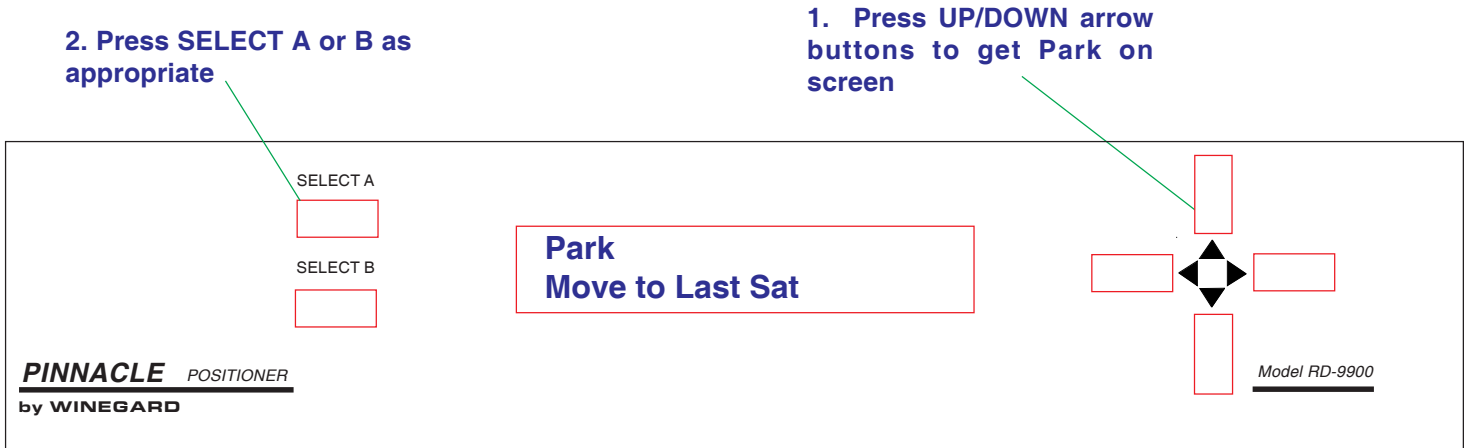 1. Press UP/DOWN arrow
buttons to get Park on
screen
2. Press SELECT A or B as
appropriate
SELECT A
SELECT B
Park
Move to Last Sat
PINNACLE POSITIONER
by WINEGARD
Model RD-9900